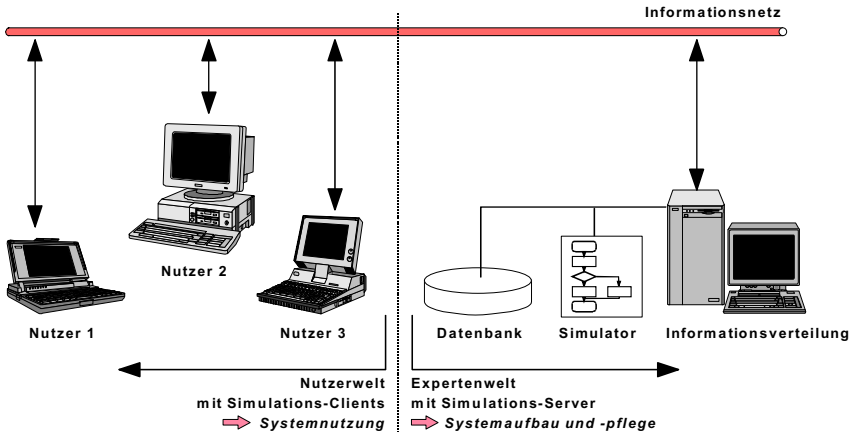 Informationsnetz
Nutzer 2
Nutzer 1
Nutzer 3
Datenbank
Simulator
Informationsverteilung
Nutzerwelt
mit Simulations-Clients
Systemnutzung
Expertenwelt
mit Simulations-Server
Systemaufbau und -pflege